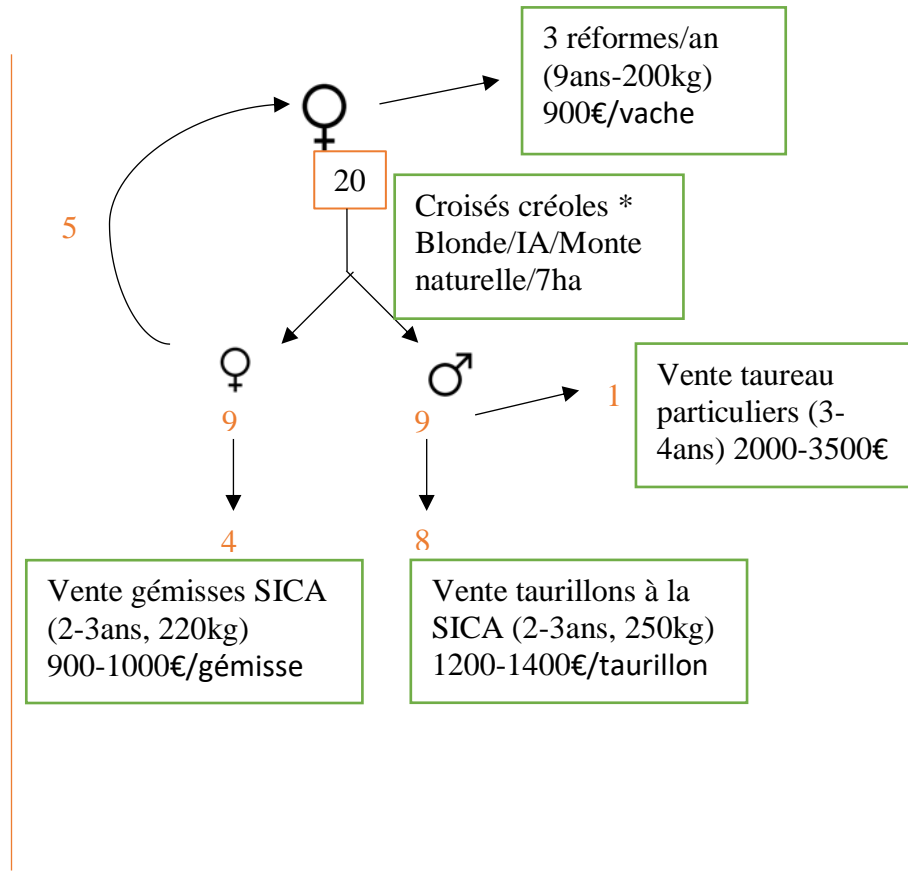 3 réformes/an
(9ans-200kg)
900€/vache
20
Croisés créoles *
Blonde/IA/Monte
naturelle/7ha
5
9
9
1
Vente taureau
particuliers (3-
4ans) 2000-3500€
4
8
Vente gémisses SICA
(2-3ans, 220kg)
900-1000€/gémisse
Vente taurillons à la
SICA (2-3ans, 250kg)
1200-1400€/taurillon